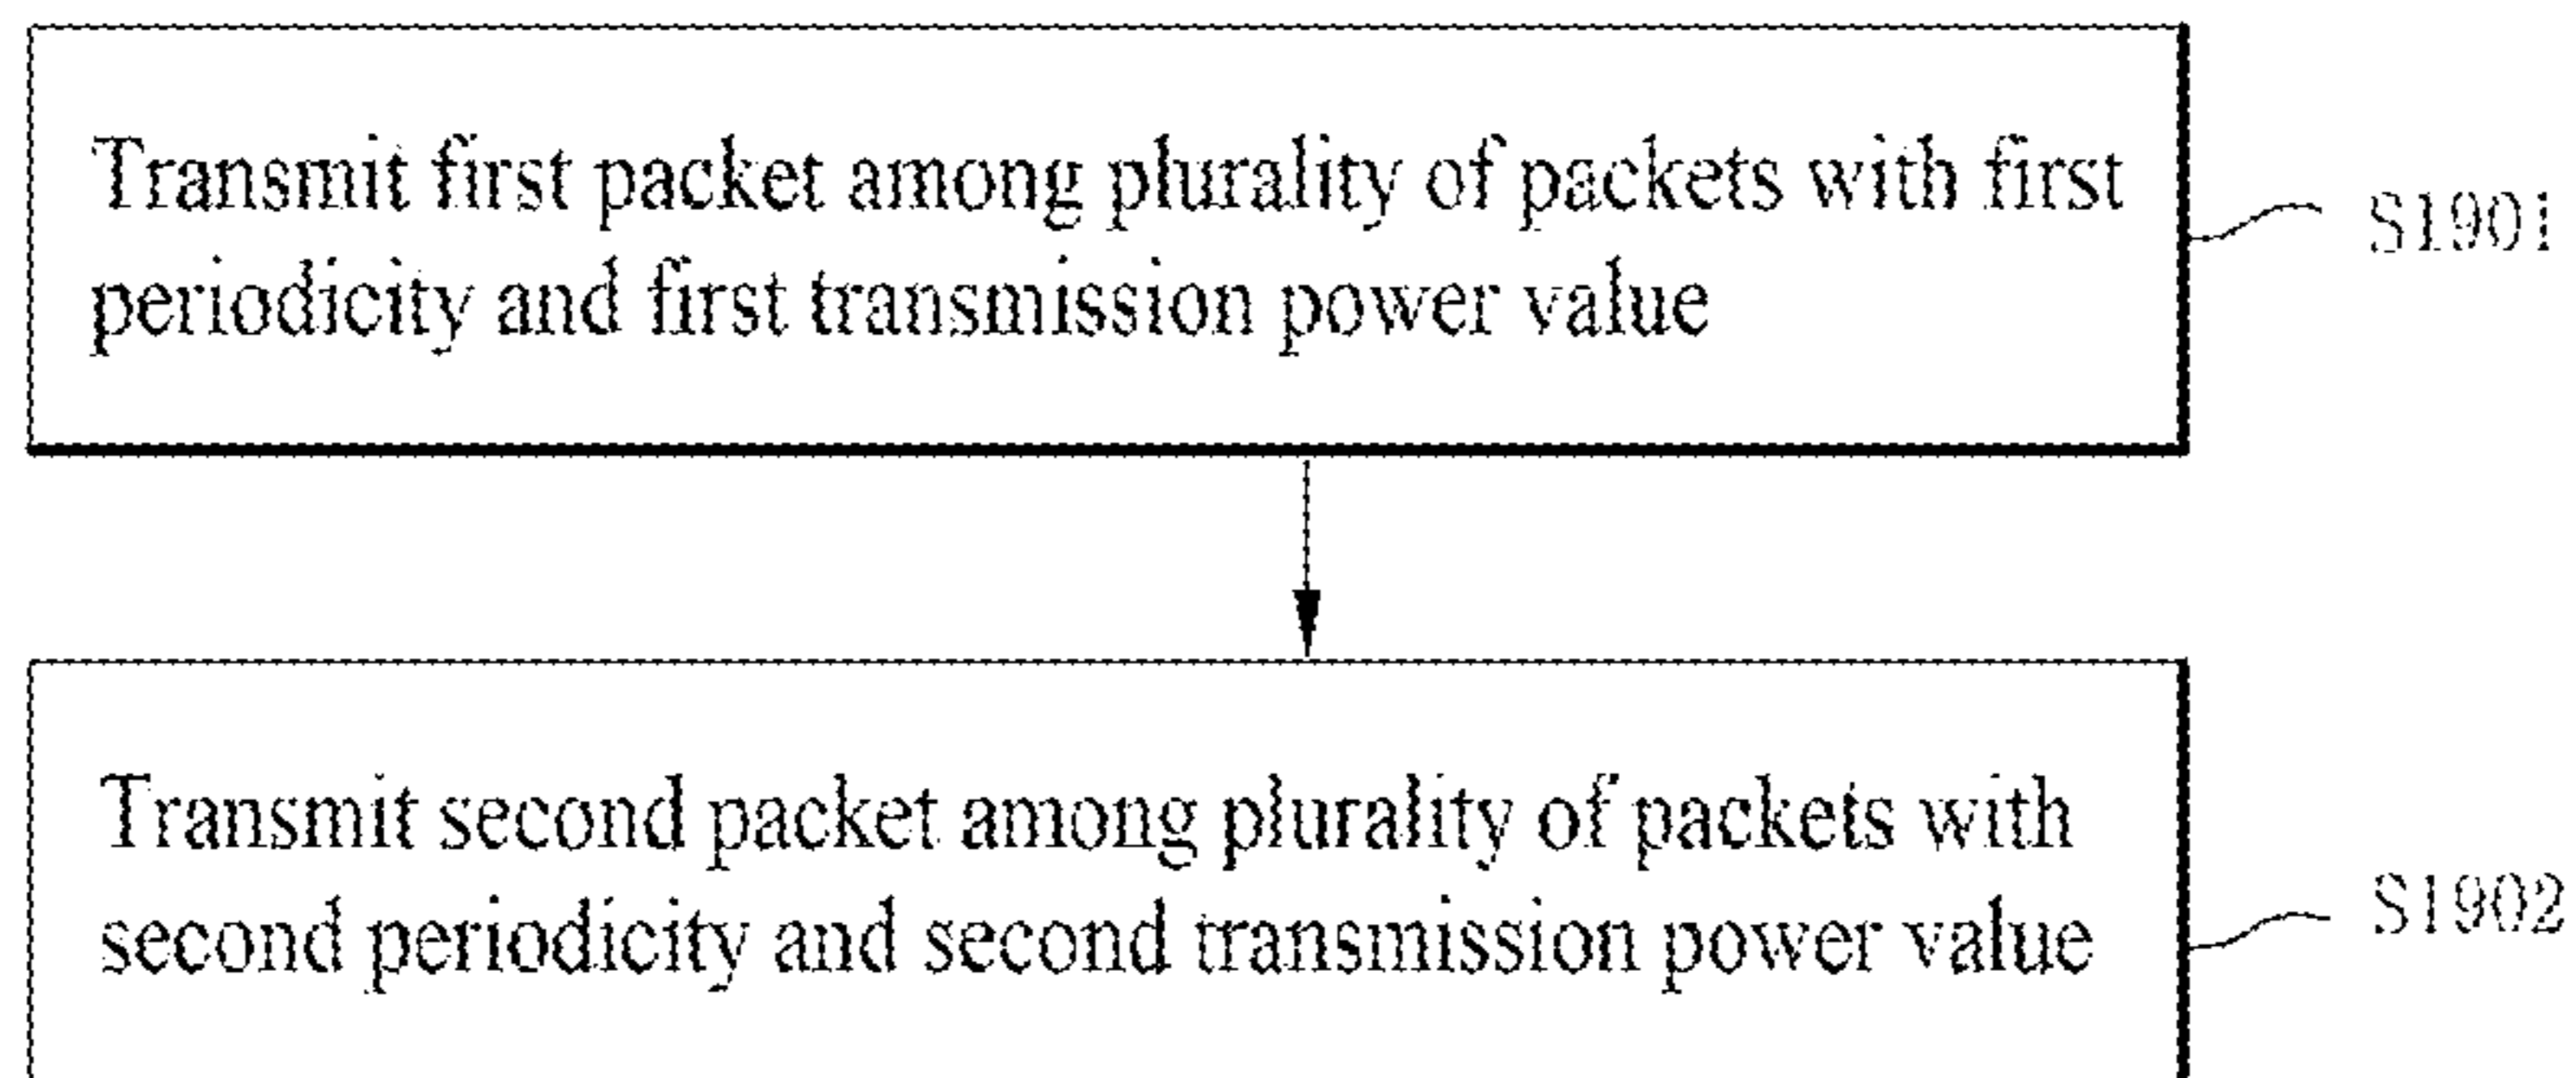 Transmit first packet among plurality of packets with first
periodicity and first transmission power value
S1901
Transmit second packet among plurality of packets with
second periodicity and second transmission power value
S1902